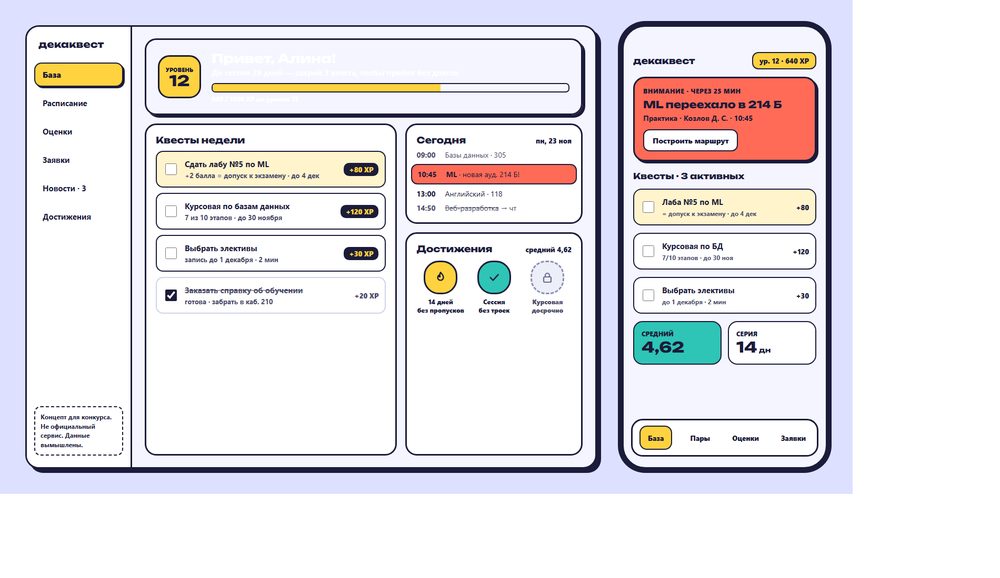 декаквест
База
Расписание
Оценки
Заявки
Новости · 3
Достижения
Концепт для конкурса.
Не официальный
сервис. Данные
вымышлены.
УРОВЕНЬ
12
Привет, Алина!
Квесты недели
Сдать лабу №5 по ML
+2 балла = допуск к экзамену · до 4 дек
+80 XP
Курсовая по базам данных
7 из 10 этапов · до 30 ноября
+120 XP
Выбрать элективы
запись до 1 декабря · 2 мин
+30 XP
Заказать справку об обучении
готова · забрать в каб. 210
+20 XP
Сегодня
пн, 23 ноя
09:00 Базы данных · 305
10:45 ML · новая ауд. 214 Б!
13:00 Английский · 118
14:50 Веб-разработка → чт
Достижения
средний 4,62
14 дней
без пропусков
Сессия
без троек
Курсовая
досрочно
декаквест
ур. 12 · 640 XP
ВНИМАНИЕ · ЧЕРЕЗ 25 МИН
ML переехало в 214 Б
Практика · Козлов Д. С. · 10:45
Построить маршрут
Квесты · 3 активных
Лаба №5 по ML
= допуск к экзамену · до 4 дек
+80
Курсовая по БД
7/10 этапов · до 30 ноя
+120
Выбрать элективы
до 1 декабря · 2 мин
+30
СРЕДНИЙ
4,62
СЕРИЯ
14 дн
База
Пары
Оценки
Заявки